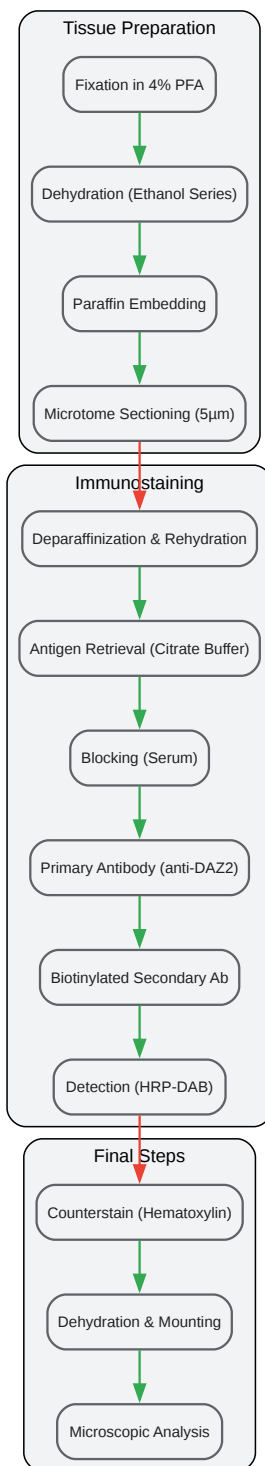 Tissue Preparation
Fixation in 4% PFA
Dehydration (Ethanol Series)
Paraffin Embedding
Microtome Sectioning (5µm)
Immunostaining
Deparaffinization & Rehydration
Antigen Retrieval (Citrate Buffer)
Blocking (Serum)
Primary Antibody (anti-DAZ2)
Biotinylated Secondary Ab
Detection (HRP-DAB)
Final Steps
Counterstain (Hematoxylin)
Dehydration & Mounting
Microscopic Analysis